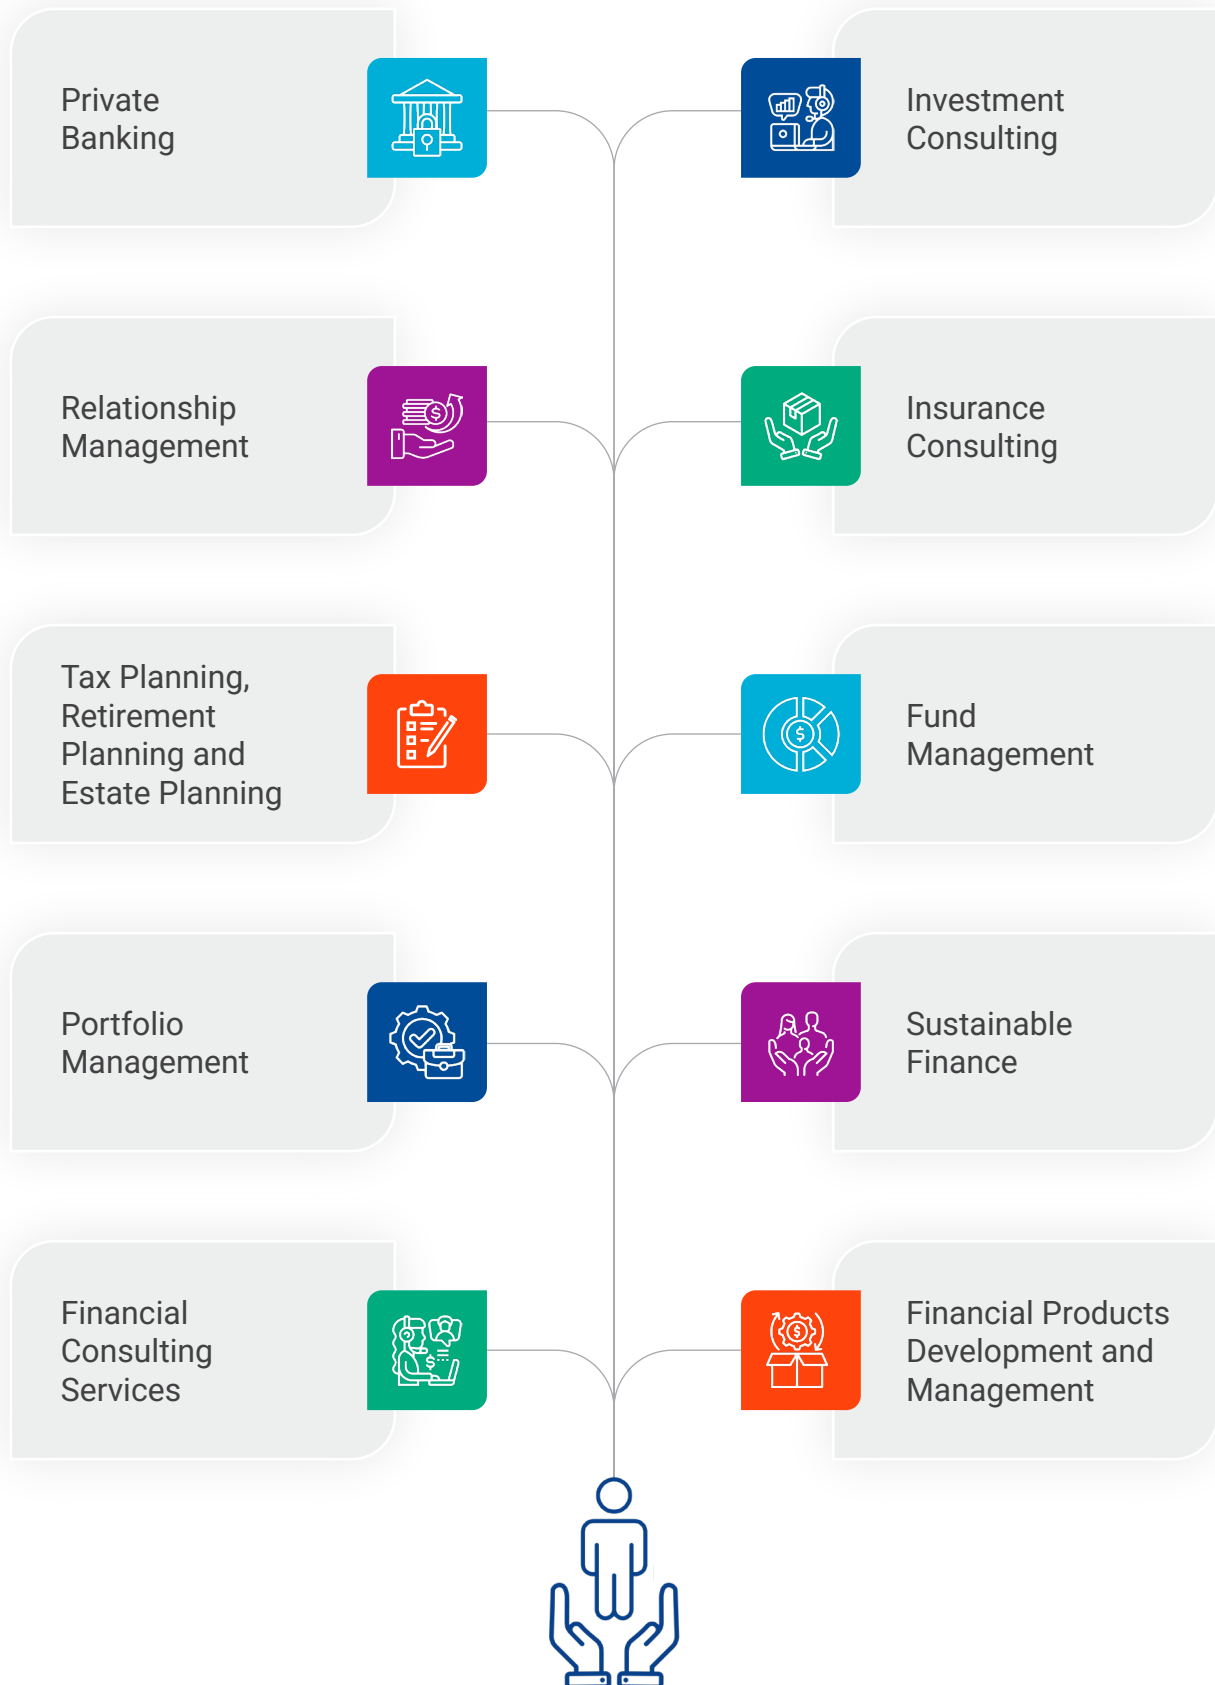 Private
Banking
Investment
Consulting
Relationship
Management
Insurance
Consulting
Tax Planning,
Retirement
Planning and
Estate Planning
Fund
Management
Portfolio
Management
Sustainable
Finance
Financial
Consulting
Services
Financial Products
Development and
Management